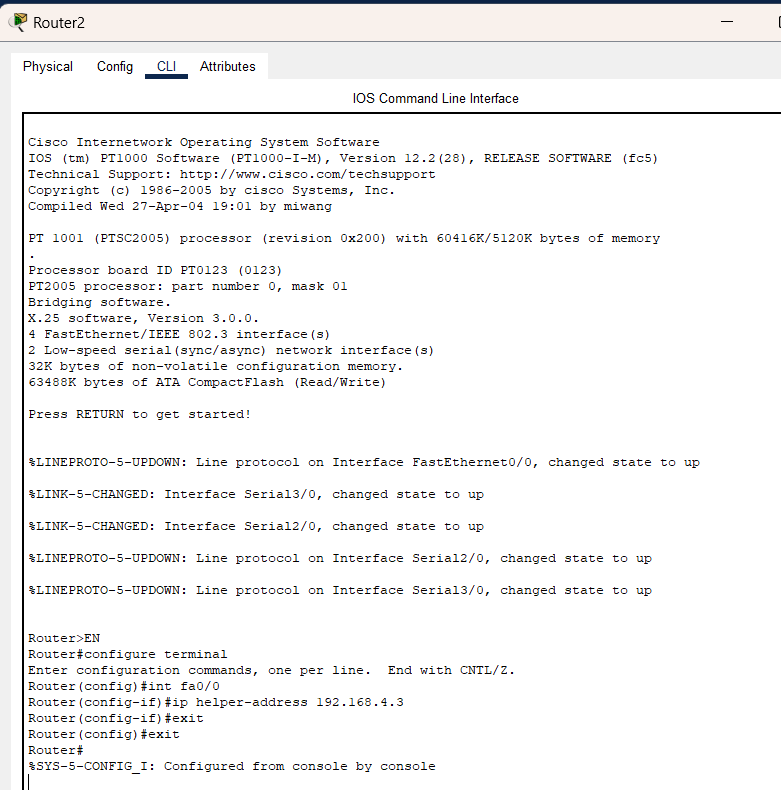 Router2
Physical Config CLI Attributes
IOS Command Line Interface
Cisco Internetwork Operating System Software
IOS (tm) PT1000 Software (PT1000-I-M), Version 12.2(28), RELEASE SOFTWARE (fc5)
Technical Support: http://www.cisco.com/techsupport
Copyright (c) 1986-2005 by cisco Systems, Inc.
Compiled Wed 27-Apr-04 19:01 by miwang
PT 1001 (PTSC2005) processor (revision 0x200) with 60416K/5120K bytes of memory
.
Processor board ID PT0123 (0123)
PT2005 processor: part number 0, mask 01
Bridging software.
X.25 software, Version 3.0.0.
4 FastEthernet/IEEE 802.3 interface(s)
2 Low-speed serial(sync/async) network interface(s)
32K bytes of non-volatile configuration memory.
63488K bytes of ATA CompactFlash (Read/Write)
Press RETURN to get started!
%LINEPROTO-5-UPDOWN: Line protocol on Interface FastEthernet0/0, changed state to up
%LINK-5-CHANGED: Interface Serial3/0, changed state to up
%LINK-5-CHANGED: Interface Serial2/0, changed state to up
%LINEPROTO-5-UPDOWN: Line protocol on Interface Serial2/0, changed state to up
%LINEPROTO-5-UPDOWN: Line protocol on Interface Serial3/0, changed state to up
Router>EN
Router#configure terminal
Enter configuration commands, one per line.  End with CNTL/Z.
Router(config)#int fa0/0
Router(config-if)#ip helper-address 192.168.4.3
Router(config-if)#exit
Router(config)#exit
Router#
%SYS-5-CONFIG_I: Configured from console by console